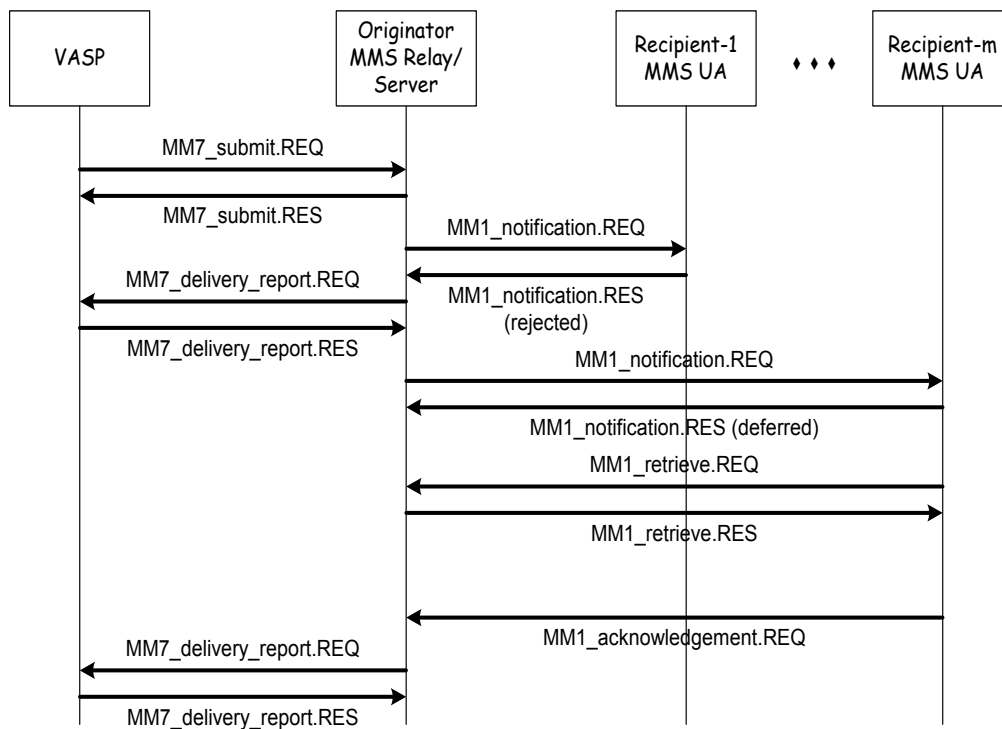 VASP
Originator
MMS Relay/
Server
Recipient-1
MMS UA
Recipient-m
MMS UA
MM7_submit.REQ
MM7_submit.RES
MM1_notification.REQ
MM7_delivery_report.REQ
MM1_notification.RES
(rejected)
MM7_delivery_report.RES
MM1_notification.REQ
MM1_notification.RES (deferred)
MM1_retrieve.REQ
MM1_retrieve.RES
MM1_acknowledgement.REQ
MM7_delivery_report.REQ
MM7_delivery_report.RES